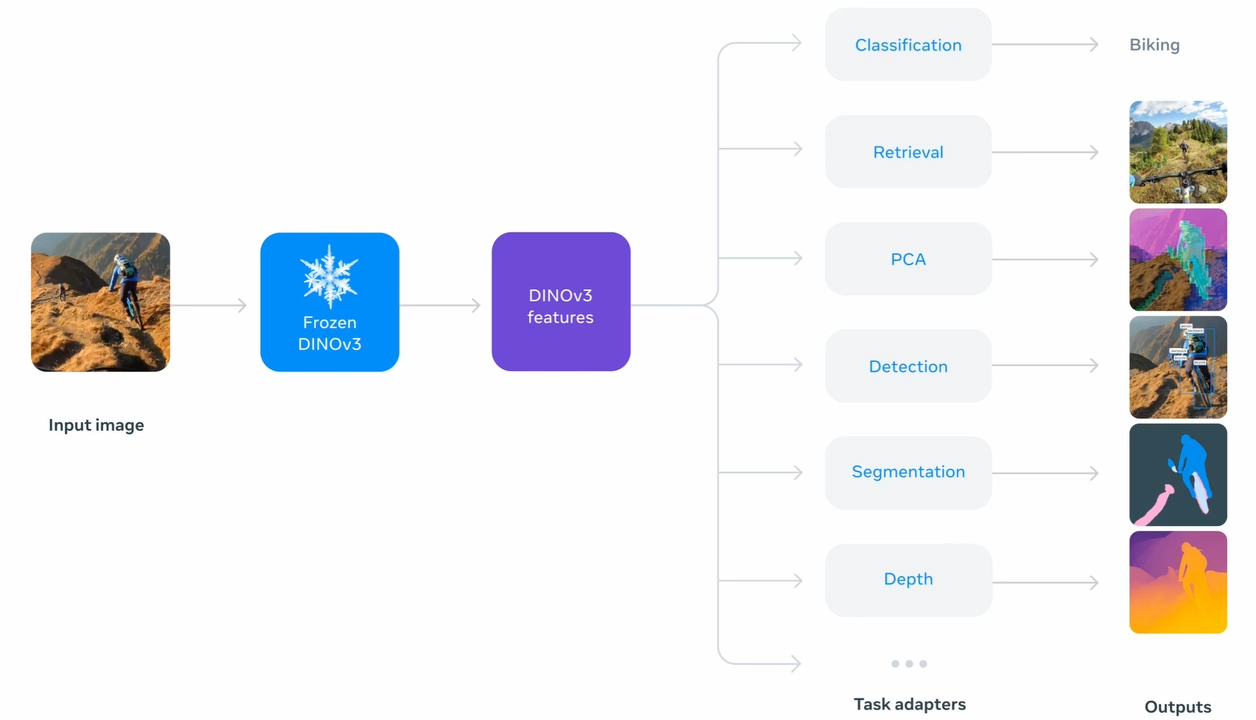 Classification
Biking
Retrieval
PCA
Frozen
DINOv3
DINOv3
features
Detection
Input image
Segmentation
Depth
Task adapters
Outputs